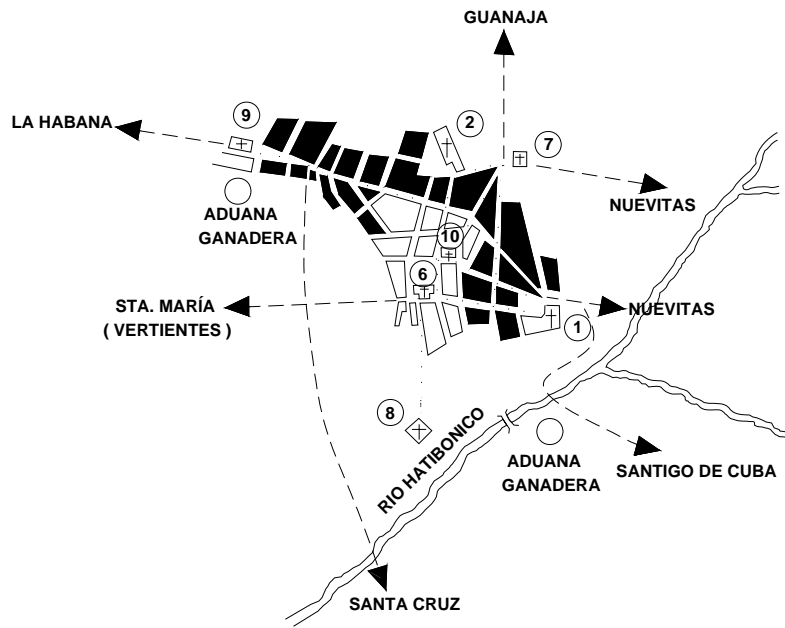 GUANAJA
9
2
LA HABANA
7
NUEVITAS
ADUANA
GANADERA
10
6
STA. MARÍA
( VERTIENTES )
NUEVITAS
1
8
RIO HATIBONICO
ADUANA
GANADERA
SANTIGO DE CUBA
SANTA CRUZ